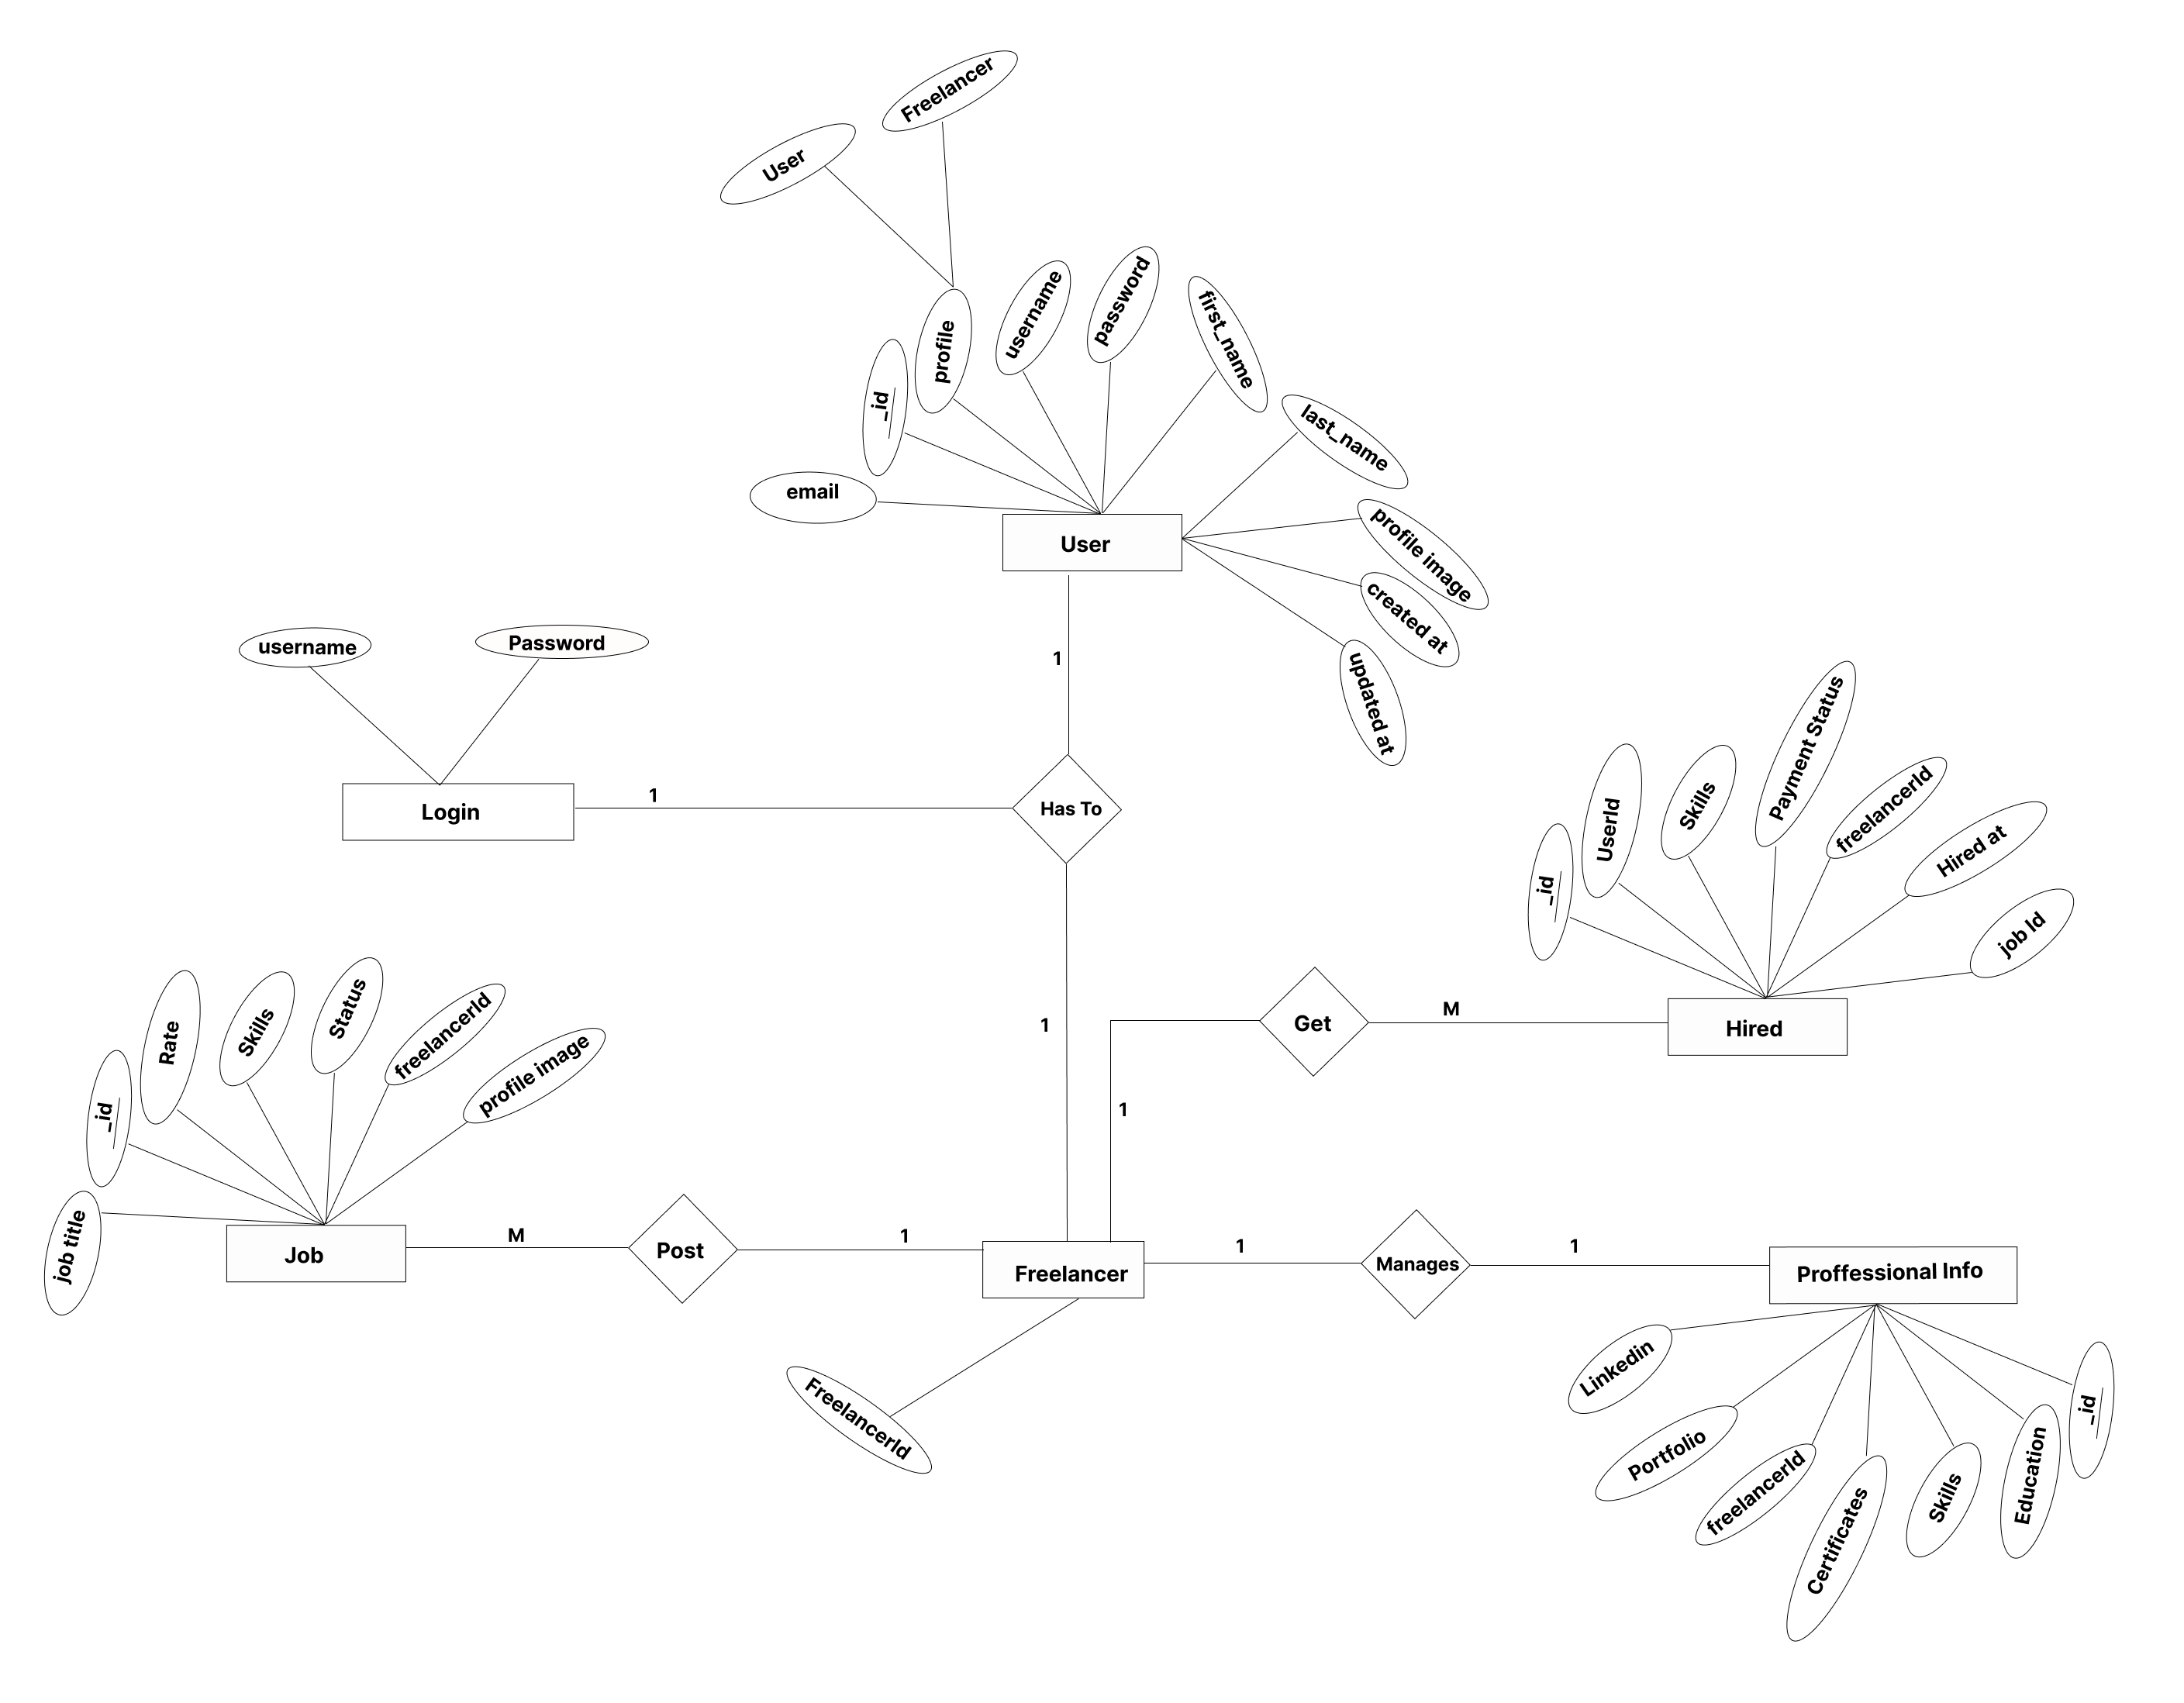 Freelancer
User
profile
username
password
first_name
_id
last_name
email
User
profile image
created at
updated at
1
username
Password
Login
1
Has To
1
_id
UserId
Skills
Payment Status
freelancerId
Hired at
job Id
Hired
M
Get
1
job title
_id
Rate
Skills
Status
freelancerId
profile image
Job
M
Post
1
Freelancer
1
Manages
1
Proffessional Info
FreelancerId
Linkedin
Portfolio
freelancerId
Certificates
Skills
Education
_id